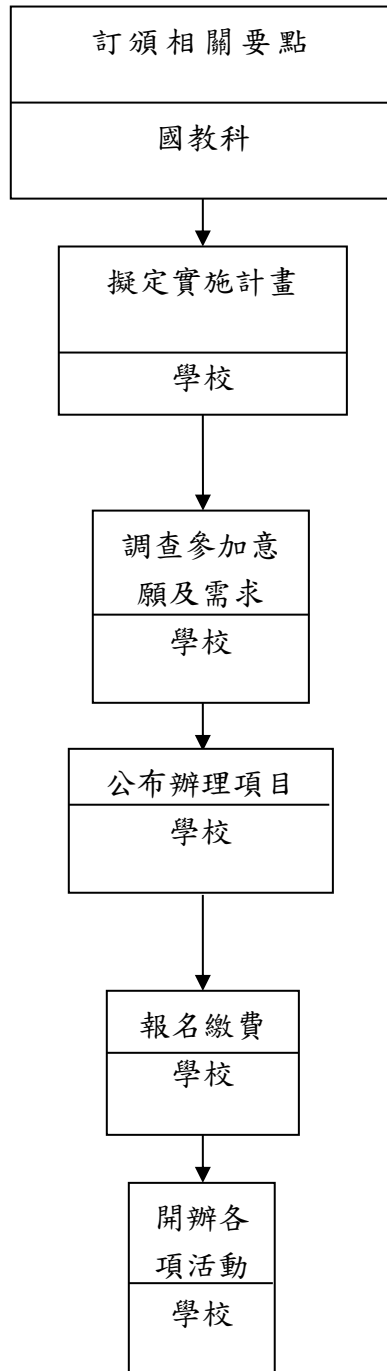 訂頒相關要點
國教科
擬定實施計畫
學校
調查參加意
願及需求
學校
公布辦理項目
學校
報名繳費
學校
開辦各
項活動
學校